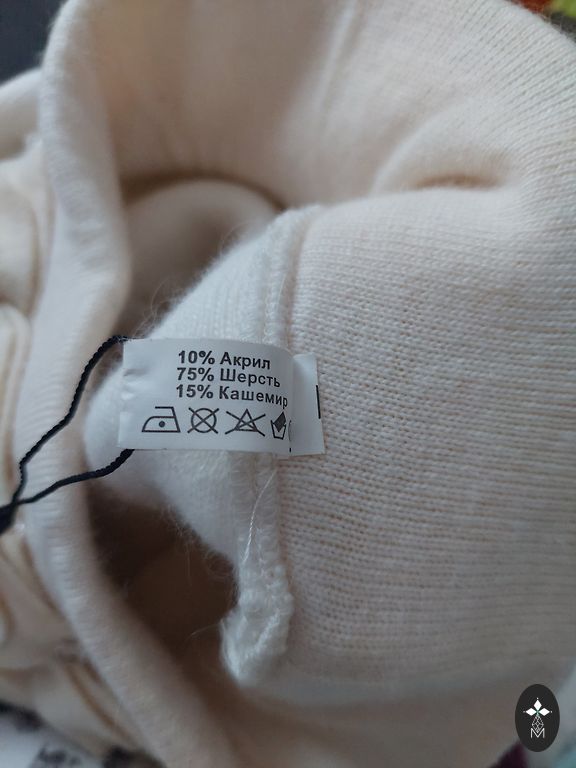 10% Акрил
75% Шерсть
15% Кашемир
M